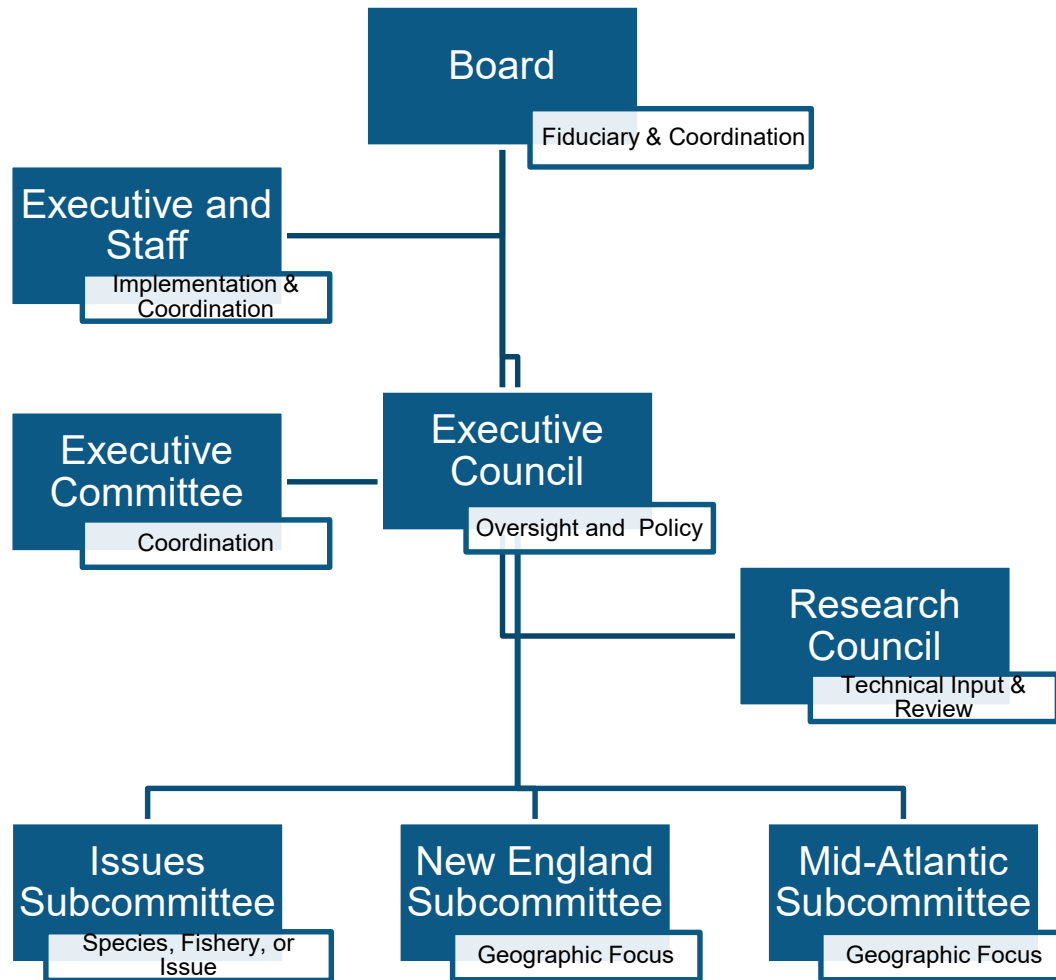 Board
Fiduciary & Coordination
Executive and
Staff
Implementation &
Coordination
Executive
Committee
Coordination
Executive
Council
Oversight and  Policy
Research
Council
Technical Input &
Review
Issues
Subcommittee
Species, Fishery, or
Issue
New England
Subcommittee
Geographic Focus
Mid-Atlantic
Subcommittee
Geographic Focus